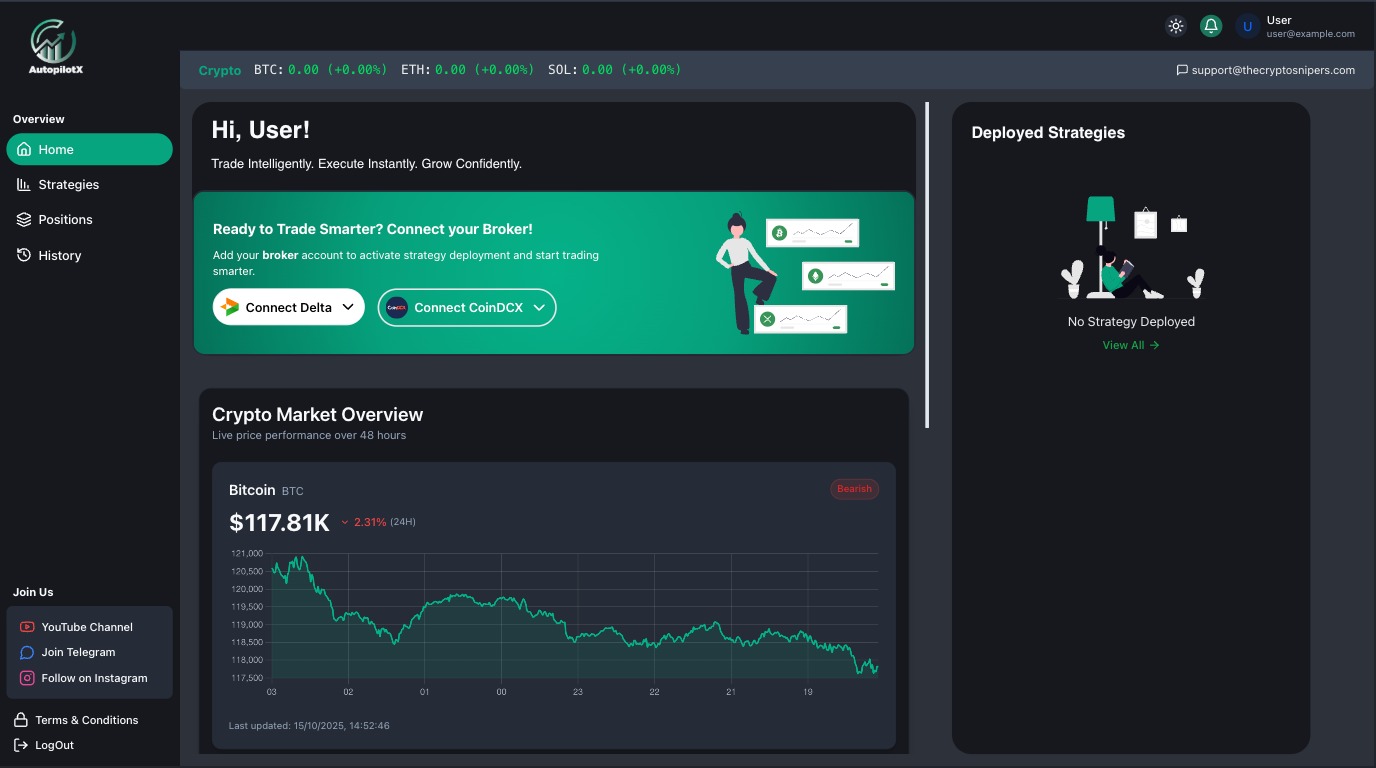 AutopilotX
User
U
user@example.com
Crypto BTC: 0.00 (+0.00%) ETH: 0.00 (+0.00%) SOL: 0.00 (+0.00%)
support@thecryptosnipers.com
Overview
Home
Strategies
Positions
History
Join Us
YouTube Channel
Join Telegram
Follow on Instagram
Terms & Conditions
LogOut
Hi, User!
Trade Intelligently. Execute Instantly. Grow Confidently.
Ready to Trade Smarter? Connect your Broker!
Add your broker account to activate strategy deployment and start trading
smarter.
Connect Delta
CoinDCX
Connect CoinDCX
Crypto Market Overview
Live price performance over 48 hours
Bitcoin BTC
Bearish
$117.81K 2.31% (24H)
121,000
120,500
120,000
119,500
119,000
118,500
118,000
117,500
03 02 01 00 23 22 21 19
Last updated: 15/10/2025, 14:52:46
Deployed Strategies
No Strategy Deployed
View All →